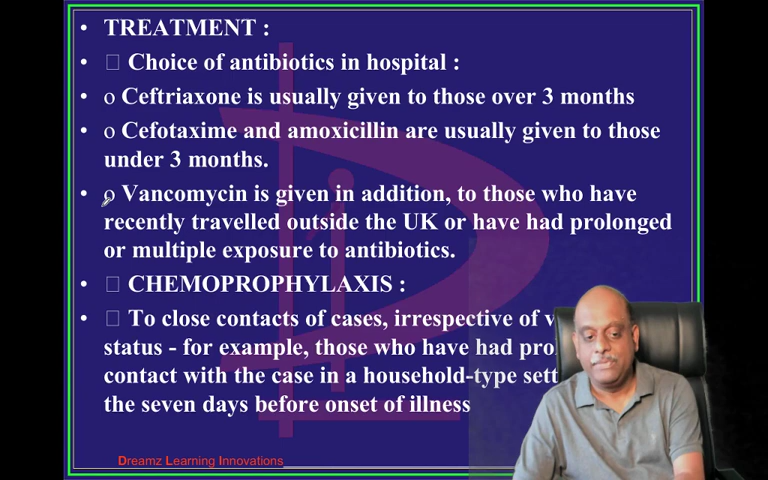 • TREATMENT :
• □ Choice of antibiotics in hospital :
• o Ceftriaxone is usually given to those over 3 months
• o Cefotaxime and amoxicillin are usually given to those
under 3 months.
• o Vancomycin is given in addition, to those who have
recently travelled outside the UK or have had prolonged
or multiple exposure to antibiotics.
• □ CHEMOPROPHYLAXIS :
• □ To close contacts of cases, irrespective of
status - for example, those who have had
contact with the case in a household-type
the seven days before onset of illness
Dreamz Learning Innovations